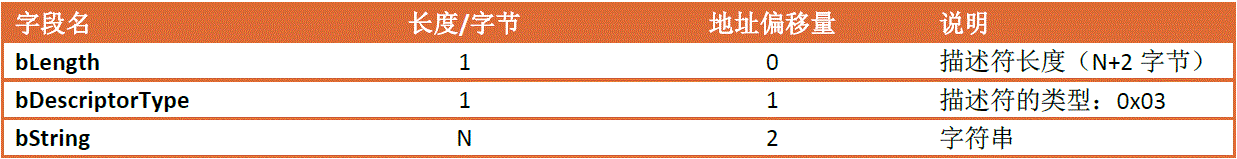 字段名 长度/字节 地址偏移量 说明
bLength 1 0 描述符长度（N+2 字节）
bDescriptorType 1 1 描述符的类型：0x03
bString N 2 字符串